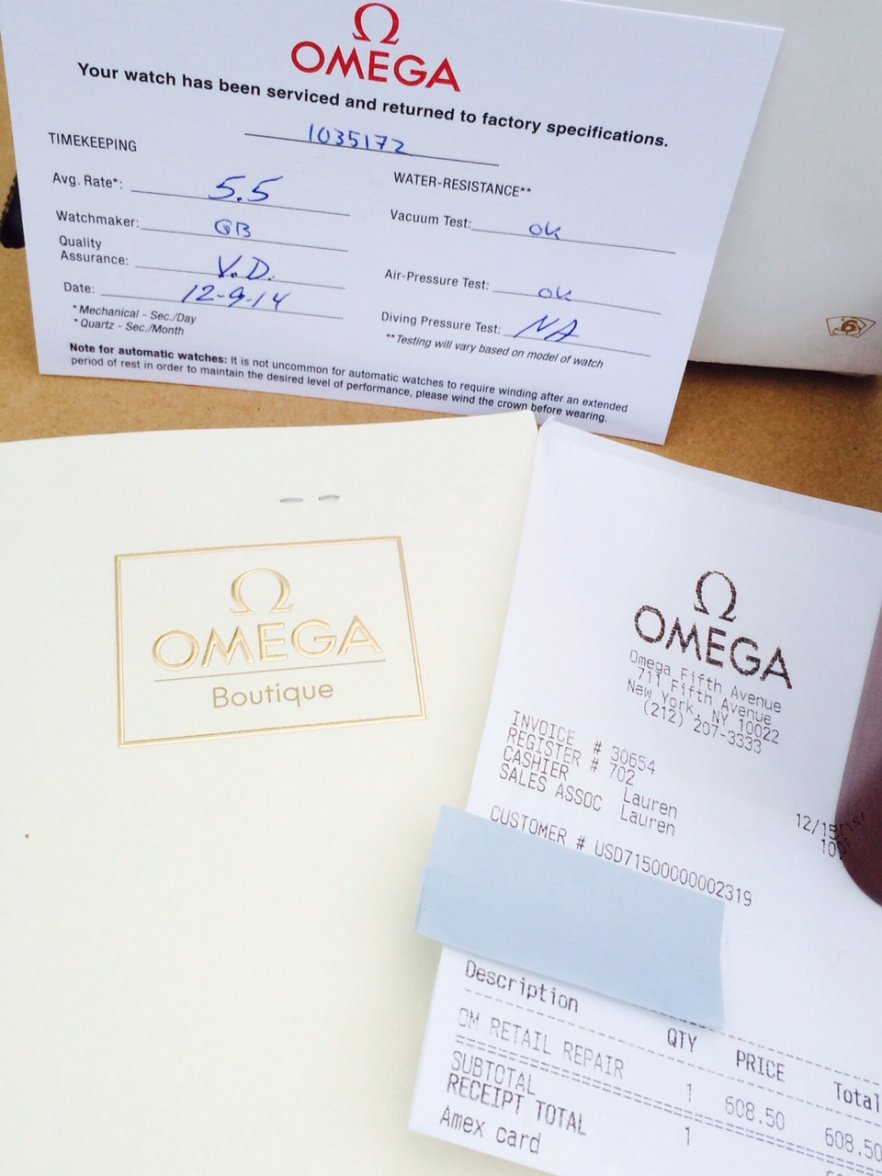 Ω
OMEGA
Your watch has been serviced and returned to factory specifications.
1035172
TIMEKEEPING
Avg. Rate*: 5.5
Watchmaker: GB
Quality
Assurance: V.D.
Date: 12-9-14
* Mechanical - Sec./Day
* Quartz - Sec./Month
WATER-RESISTANCE**
Vacuum Test: ok
Air-Pressure Test: ok
Diving Pressure Test: NA
**Testing will vary based on model of watch
Note for automatic watches: It is not uncommon for automatic watches to require winding after an extended
period of rest in order to maintain the desired level of performance, please wind the crown before wearing.
6
Ω
OMEGA
Boutique
Ω
OMEGA
Omega Fifth Avenue
711 Fifth Avenue
New York, NY 10022
(212) 207-3333
INVOICE # 30654
REGISTER # 702
CASHIER Lauren
SALES ASSOC Lauren
CUSTOMER # USD71500000002319
Description QTY PRICE Total
OM RETAIL REPAIR 1 608.50 608.50
SUBTOTAL 1
RECEIPT TOTAL
Amex card